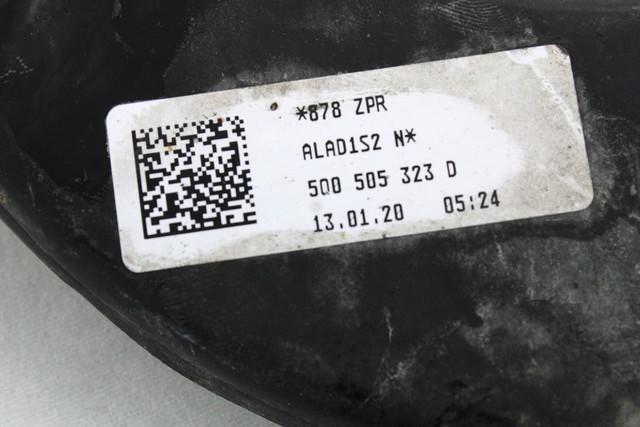 *878 ZPR
ALAD1S2 N*
5Q0 505 323 D
13.01.20 05:24